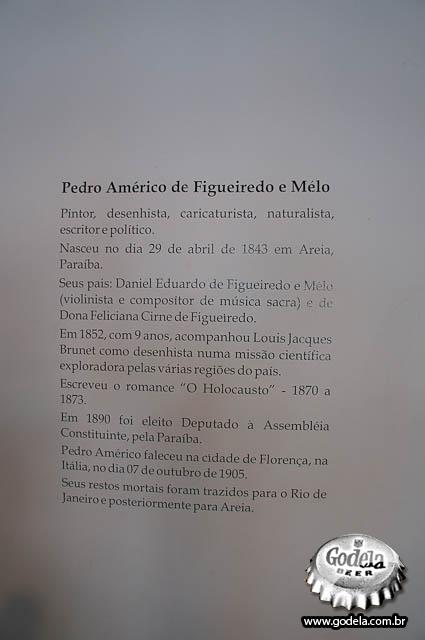 Pedro Américo de Figueiredo e Mélo
Pintor, desenhista, caricaturista, naturalista,
escritor e político.
Nasceu no dia 29 de abril de 1843 em Areia,
Paraíba.
Seus pais: Daniel Eduardo de Figueiredo e Mélo
(violinista e compositor de música sacra) e de
Dona Feliciana Cirne de Figueiredo.
Em 1852, com 9 anos, acompanhou Louis Jacques
Brunet como desenhista numa missão científica
exploradora pelas várias regiões do país.
Escreveu o romance “O Holocausto” - 1870 a
1873.
Em 1890 foi eleito Deputado à Assembléia
Constituinte, pela Paraíba.
Pedro Américo faleceu na cidade de Florença, na
Itália, no dia 07 de outubro de 1905.
Seus restos mortais foram trazidos para o Rio de
Janeiro e posteriormente para Areia.
Godela
BEER
www.godela.com.br